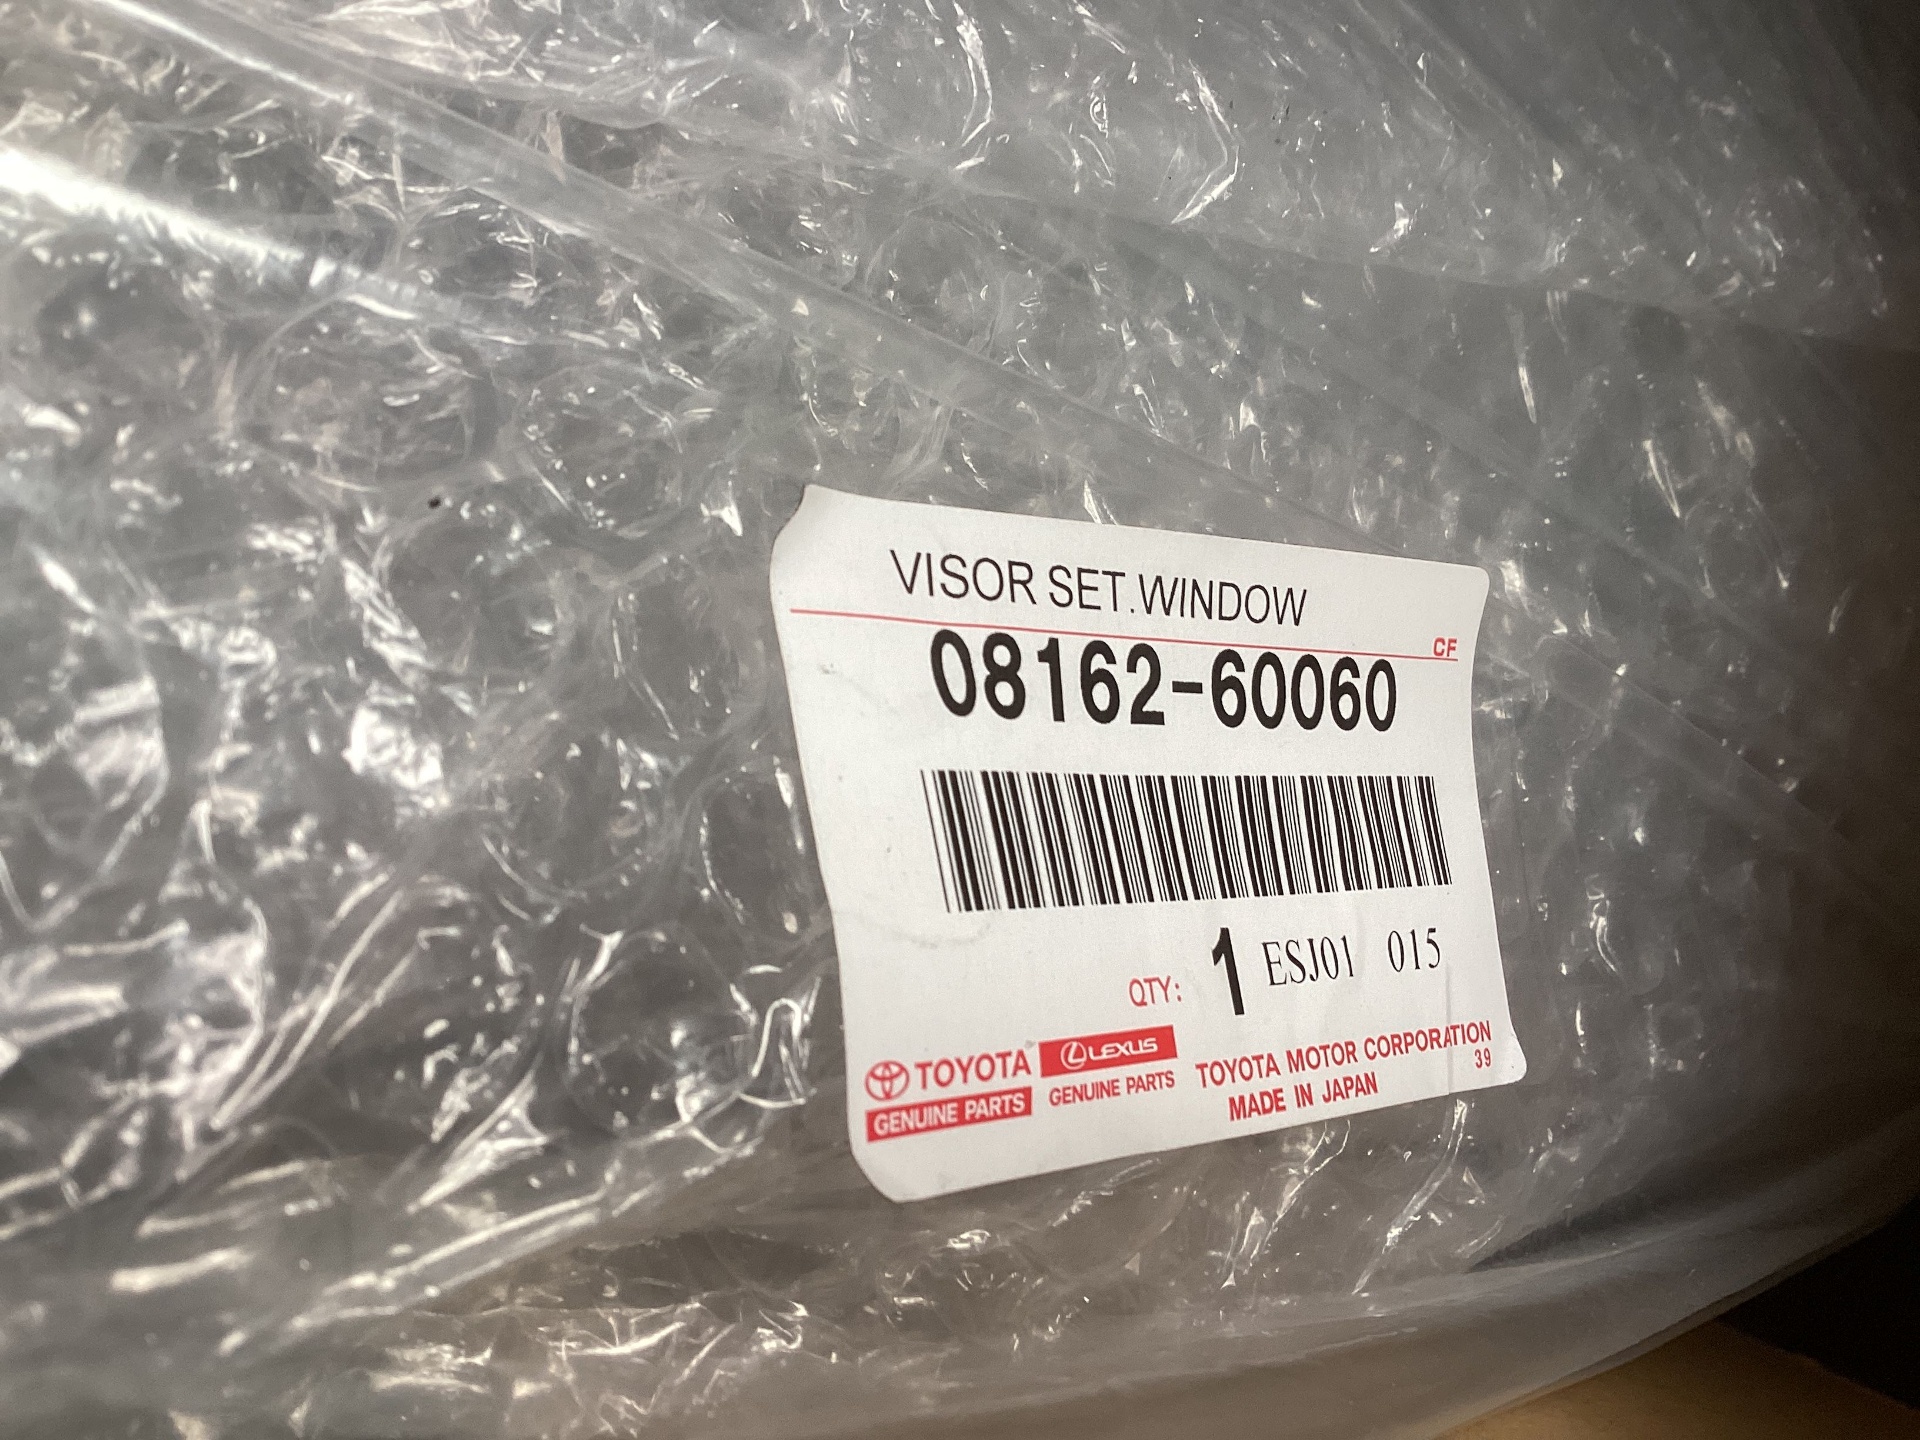 VISOR SET.WINDOW
CF
08162-60060
QTY: 1 ESJ01 015
TOYOTA
GENUINE PARTS
LEXUS
GENUINE PARTS
TOYOTA MOTOR CORPORATION
39
MADE IN JAPAN